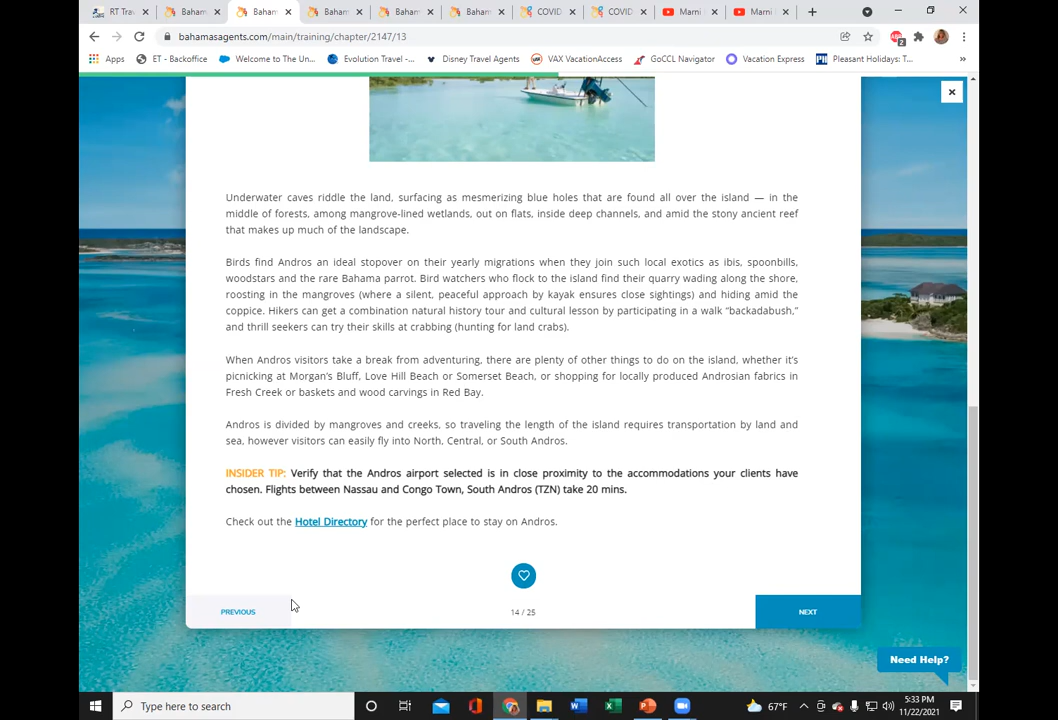 RT Trav
Baham
Baham
Baham
Baham
Baham
COVID
COVID
Marni
Marni
bahamasagents.com/main/training/chapter/2147/13
2
Apps
ET - Backoffice
Welcome to The Un...
Evolution Travel -...
Disney Travel Agents
VAX VacationAccess
GoCCL Navigator
Vacation Express
Pleasant Holidays: T...
Underwater caves riddle the land, surfacing as mesmerizing blue holes that are found all over the island — in the
middle of forests, among mangrove-lined wetlands, out on flats, inside deep channels, and amid the stony ancient reef
that makes up much of the landscape.
Birds find Andros an ideal stopover on their yearly migrations when they join such local exotics as ibis, spoonbills,
woodstars and the rare Bahama parrot. Bird watchers who flock to the island find their quarry wading along the shore,
roosting in the mangroves (where a silent, peaceful approach by kayak ensures close sightings) and hiding amid the
coppice. Hikers can get a combination natural history tour and cultural lesson by participating in a walk “backadabush,”
and thrill seekers can try their skills at crabbing (hunting for land crabs).
When Andros visitors take a break from adventuring, there are plenty of other things to do on the island, whether it’s
picnicking at Morgan’s Bluff, Love Hill Beach or Somerset Beach, or shopping for locally produced Androsian fabrics in
Fresh Creek or baskets and wood carvings in Red Bay.
Andros is divided by mangroves and creeks, so traveling the length of the island requires transportation by land and
sea, however visitors can easily fly into North, Central, or South Andros.
INSIDER TIP: Verify that the Andros airport selected is in close proximity to the accommodations your clients have
chosen. Flights between Nassau and Congo Town, South Andros (TZN) take 20 mins.
Check out the Hotel Directory for the perfect place to stay on Andros.
PREVIOUS
14 / 25
NEXT
Need Help?
Type here to search
67°F
5:33 PM
11/22/2021